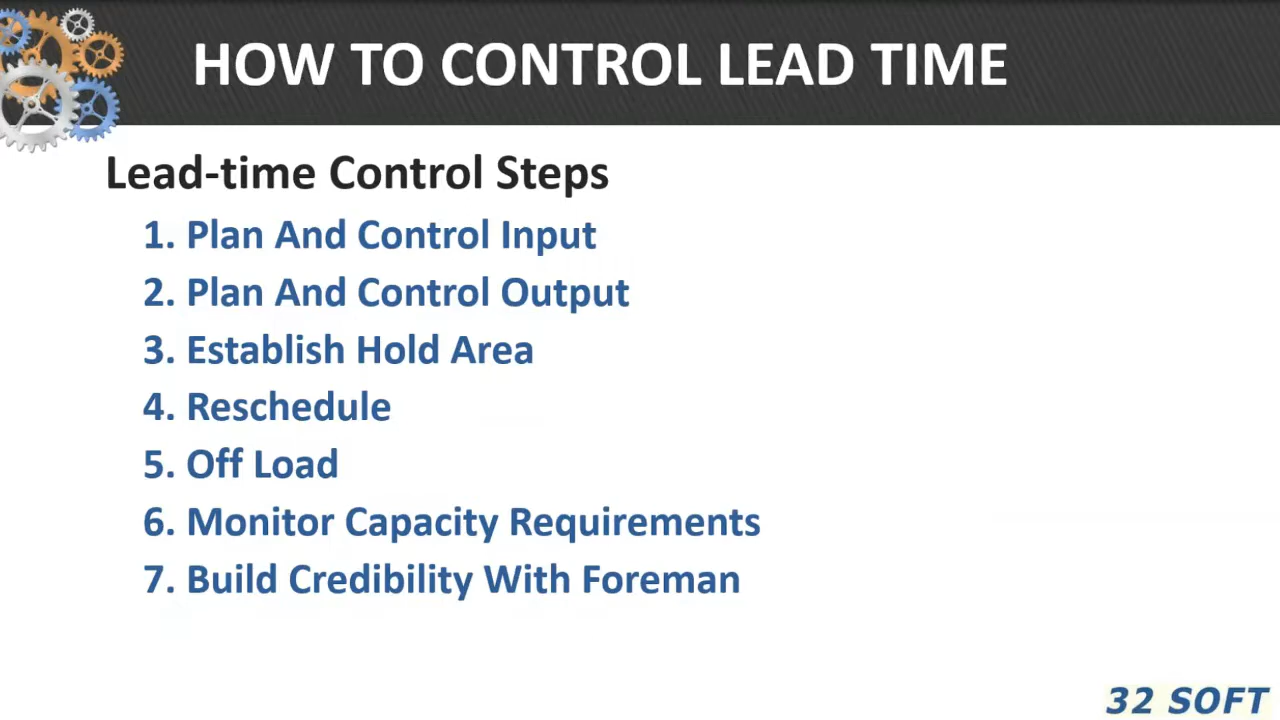 HOW TO CONTROL LEAD TIME
Lead-time Control Steps
1. Plan And Control Input
2. Plan And Control Output
3. Establish Hold Area
4. Reschedule
5. Off Load
6. Monitor Capacity Requirements
7. Build Credibility With Foreman
32 SOFT